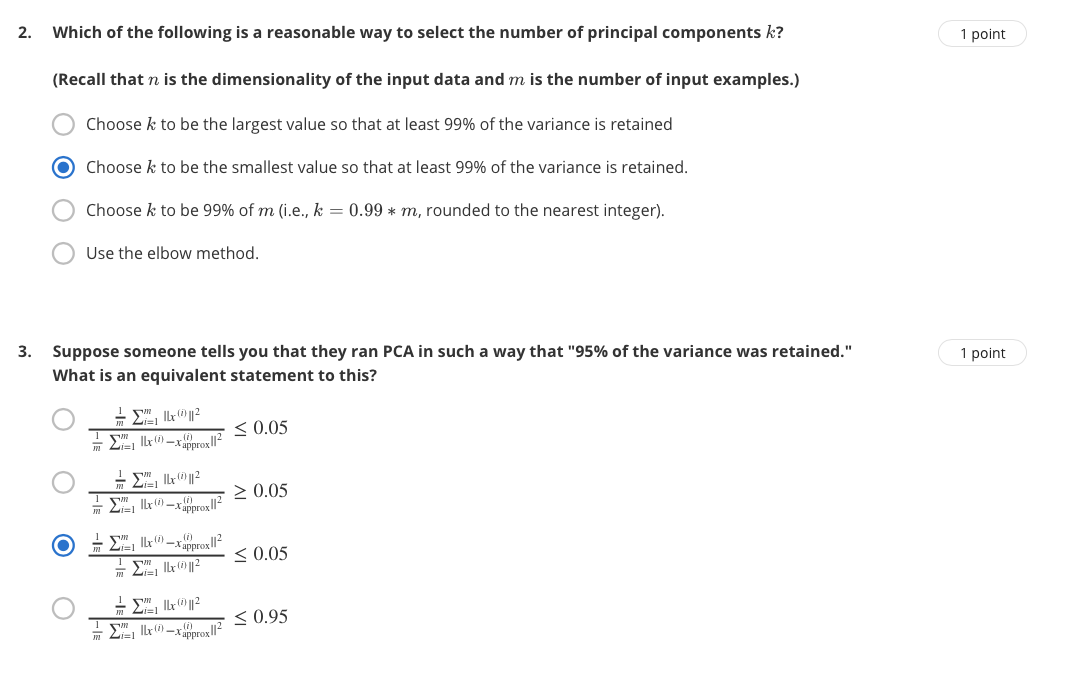 2. Which of the following is a reasonable way to select the number of principal components k? 1 point
(Recall that n is the dimensionality of the input data and m is the number of input examples.)
Choose k to be the largest value so that at least 99% of the variance is retained
Choose k to be the smallest value so that at least 99% of the variance is retained.
Choose k to be 99% of m (i.e., k = 0.99 ∗ m, rounded to the nearest integer).
Use the elbow method.
3. Suppose someone tells you that they ran PCA in such a way that "95% of the variance was retained." 1 point
What is an equivalent statement to this?
\frac{\frac{1}{m} \sum_{i=1}^{m} ||x^{(i)}||^2}{\frac{1}{m} \sum_{i=1}^{m} ||x^{(i)} - x_{approx}^{(i)}||^2} ≤ 0.05
\frac{\frac{1}{m} \sum_{i=1}^{m} ||x^{(i)}||^2}{\frac{1}{m} \sum_{i=1}^{m} ||x^{(i)} - x_{approx}^{(i)}||^2} ≥ 0.05
\frac{\frac{1}{m} \sum_{i=1}^{m} ||x^{(i)} - x_{approx}^{(i)}||^2}{\frac{1}{m} \sum_{i=1}^{m} ||x^{(i)}||^2} ≤ 0.05
\frac{\frac{1}{m} \sum_{i=1}^{m} ||x^{(i)}||^2}{\frac{1}{m} \sum_{i=1}^{m} ||x^{(i)} - x_{approx}^{(i)}||^2} ≤ 0.95